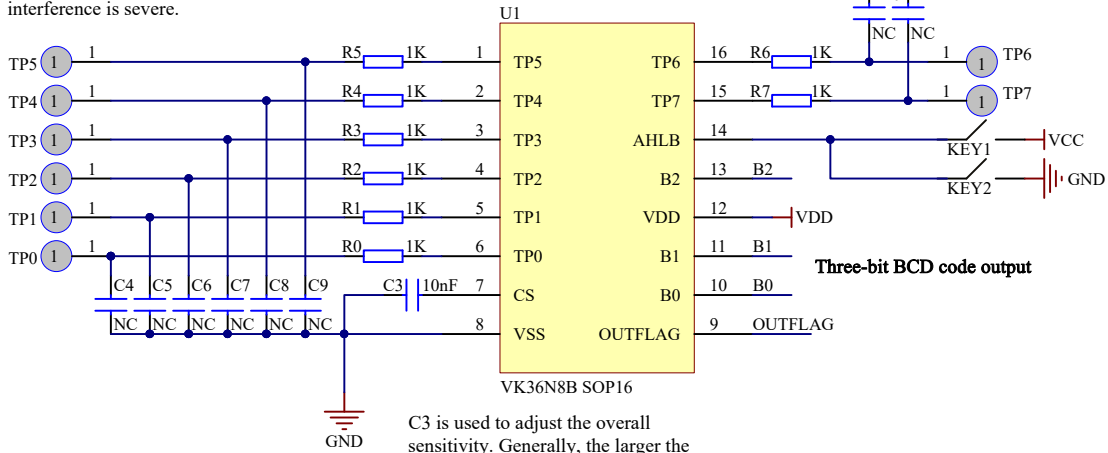 interference is severe.
U1
NC NC
TP5 1 1 R5 1K 1 TP5 TP6 16 R6 1K 1 1 TP6
TP4 1 1 R4 1K 2 TP4 TP7 15 R7 1K 1 1 TP7
TP3 1 1 R3 1K 3 TP3 AHLB 14 KEY1 VCC
TP2 1 1 R2 1K 4 TP2 B2 13 B2 KEY2 GND
TP1 1 1 R1 1K 5 TP1 VDD 12 VDD
TP0 1 1 R0 1K 6 TP0 B1 11 B1
Three-bit BCD code output
C4 C5 C6 C7 C8 C9 C3 10nF 7 CS B0 10 B0
NC NC NC NC NC NC 8 VSS OUTFLAG 9 OUTFLAG
VK36N8B SOP16
GND
C3 is used to adjust the overall
sensitivity. Generally, the larger the